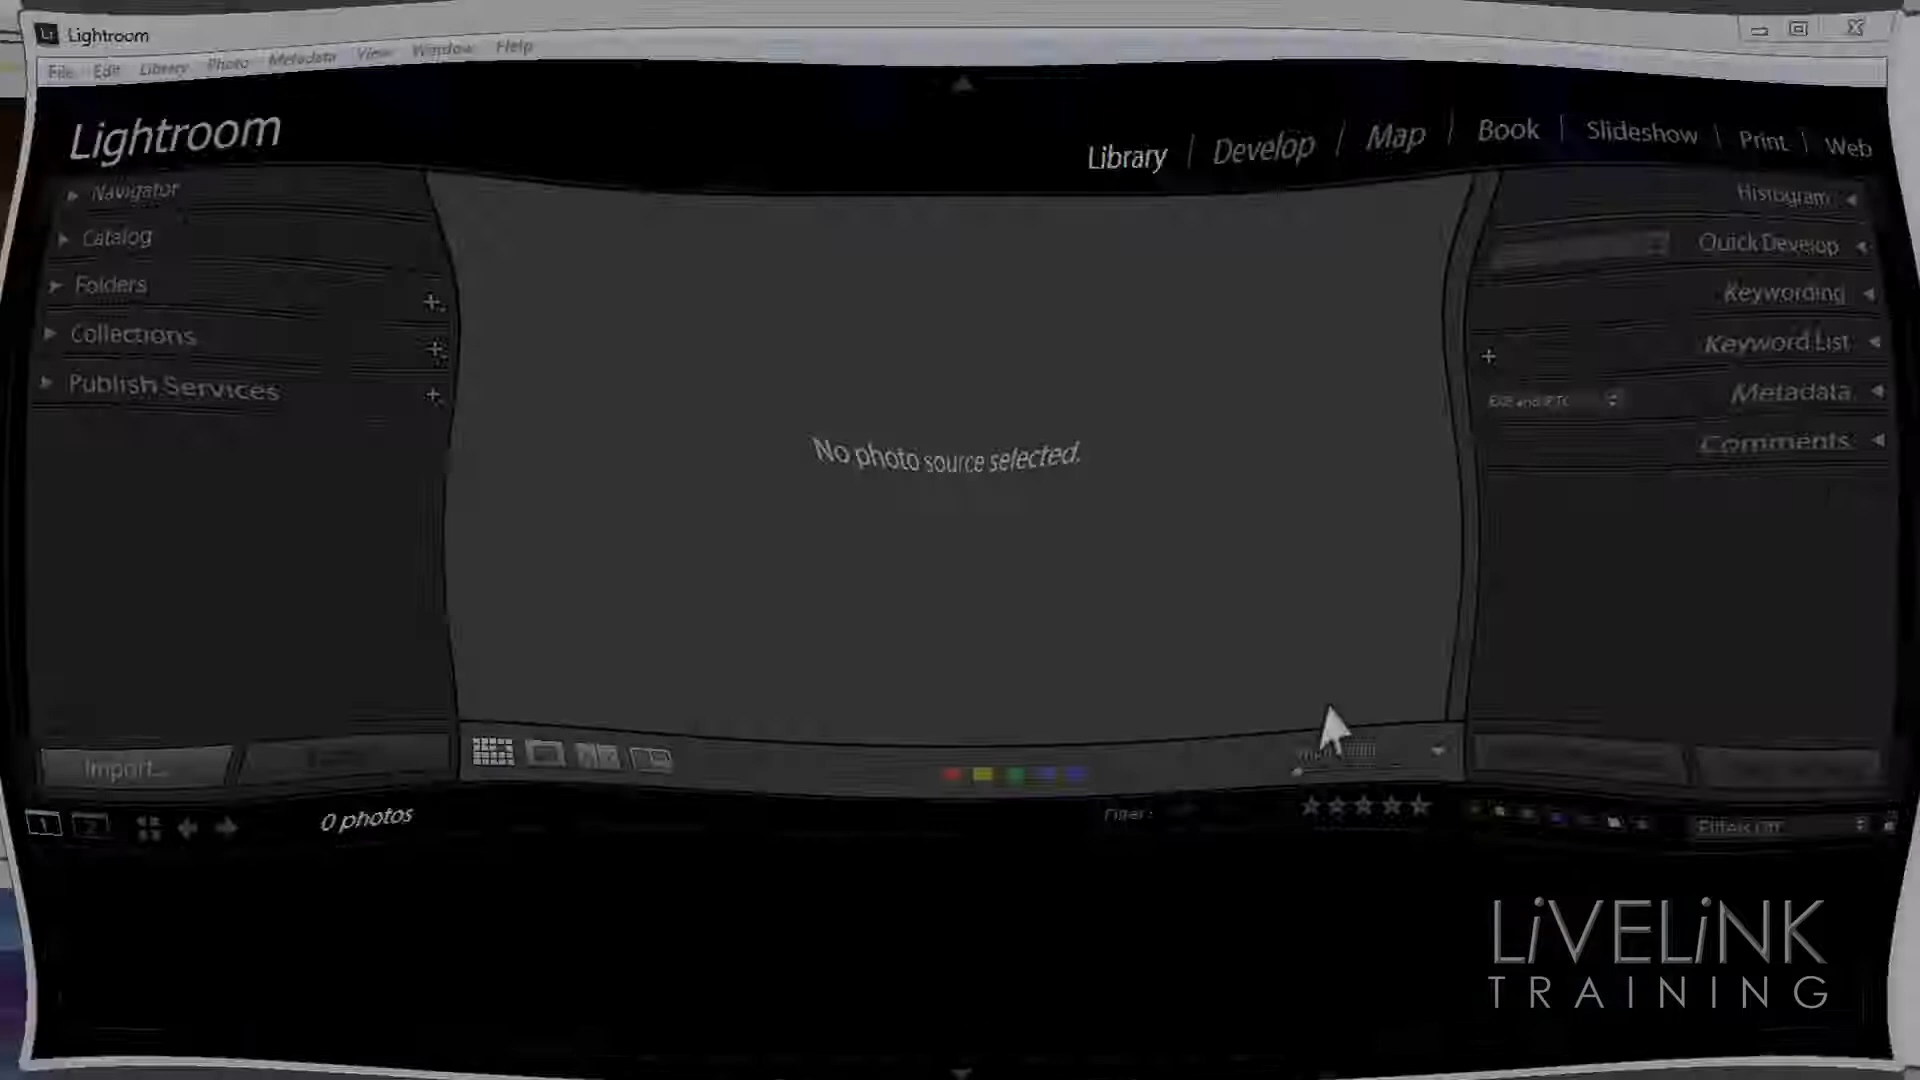 Lightroom
File Edit Library Photo Metadata View Window Help
Lightroom
Library Develop Map Book Slideshow Print Web
Navigator
Catalog
Folders
Collections
Publish Services
No photo source selected.
Histogram
Quick Develop
Keywording
Keyword List
Metadata
Comments
Import...
1 2
0 photos
Filter:
LiVELiNK
TRAINING